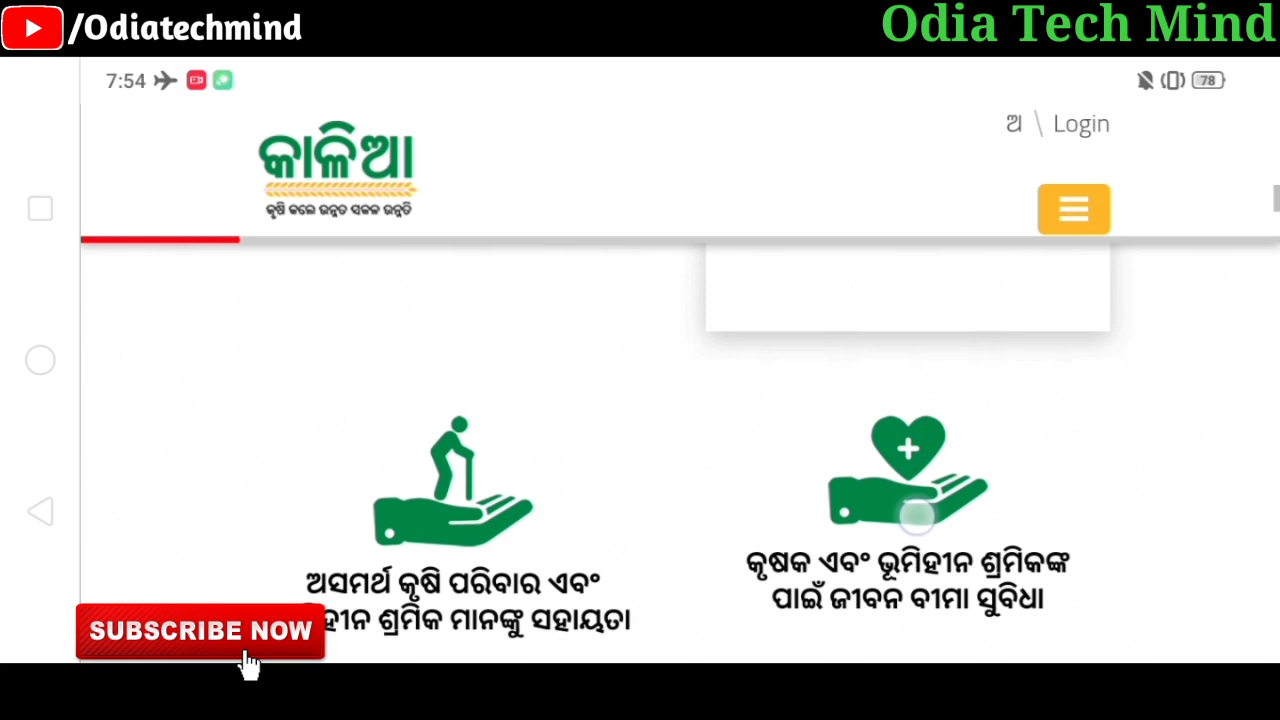 /Odiatechmind
Odia Tech Mind
7:54
78
ଅ \ Login
କାଳିଆ
କୃଷି କଲେ ଉନ୍ନତ ସକଳ ଉନ୍ନତି
ଅସମର୍ଥ କୃଷି ପରିବାର ଏବଂ
ହୀନ ଶ୍ରମିକ ମାନଙ୍କୁ ସହାୟତା
କୃଷକ ଏବଂ ଭୂମିହୀନ ଶ୍ରମିକଙ୍କ
ପାଇଁ ଜୀବନ ବୀମା ସୁବିଧା
SUBSCRIBE NOW